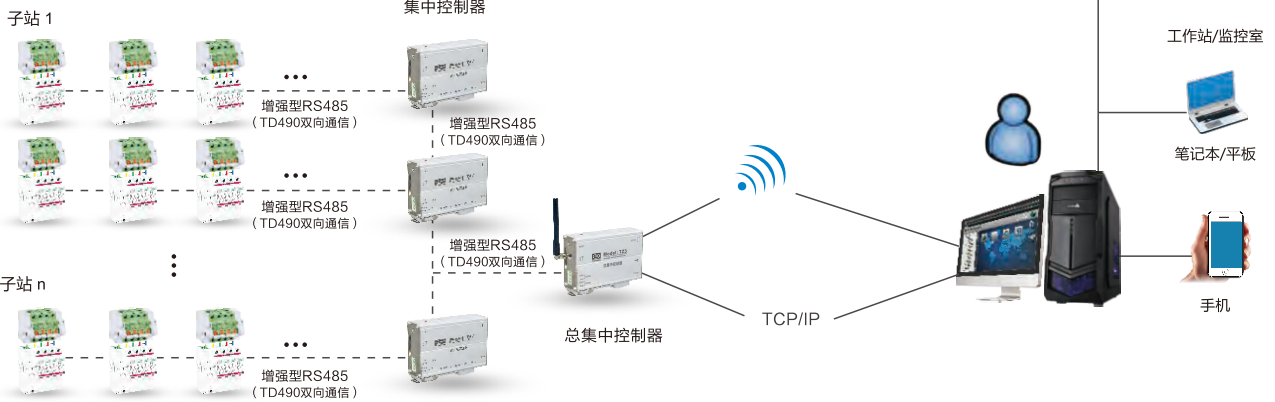 子站 1
集中控制器
工作站/监控室
增强型RS485
（TD490双向通信）
增强型RS485
（TD490双向通信）
笔记本/平板
增强型RS485
（TD490双向通信）
增强型RS485
（TD490双向通信）
子站 n
手机
TCP/IP
总集中控制器
增强型RS485
（TD490双向通信）